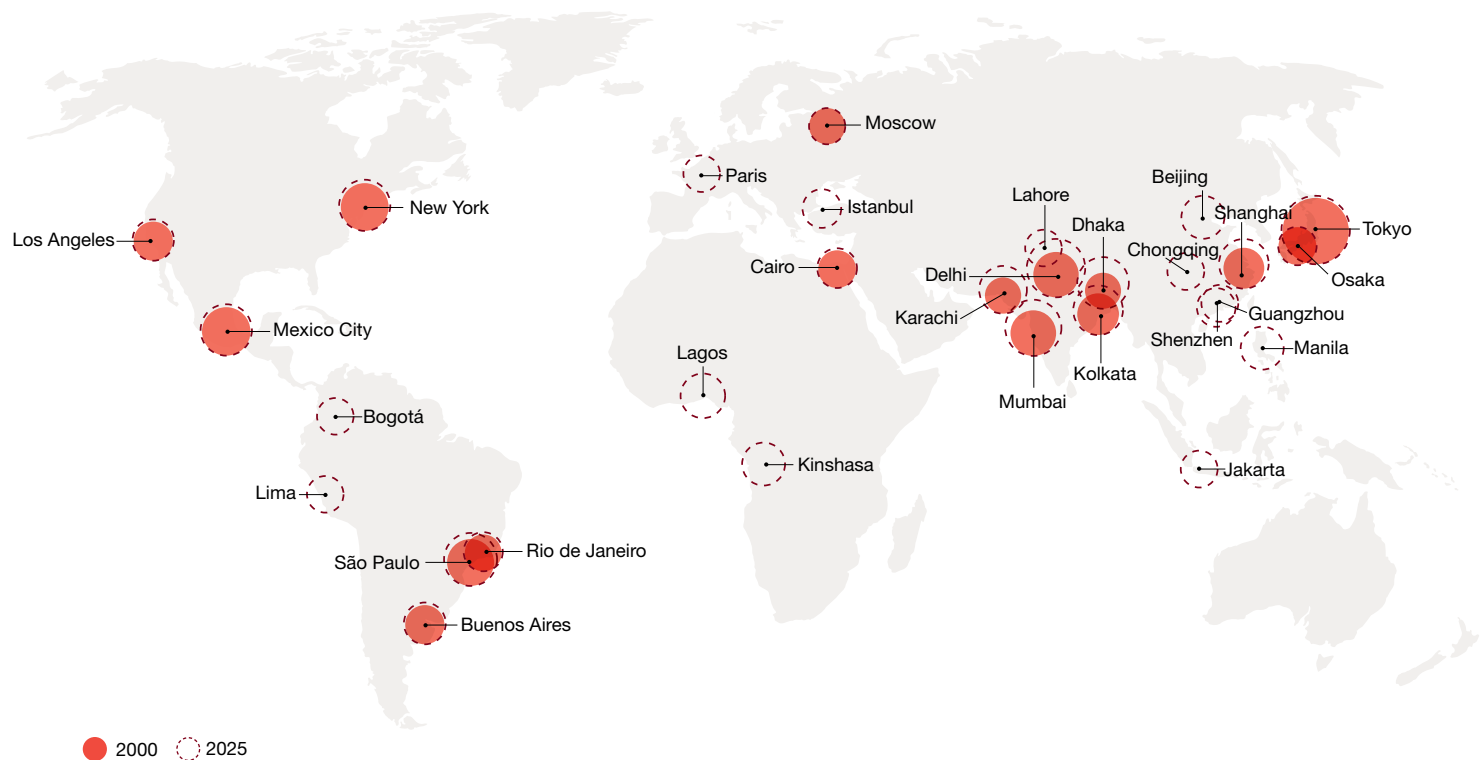 Moscow
Paris
Beijing
Lahore
Istanbul
New York
Shanghai
Dhaka
Tokyo
Los Angeles
Chongqing
Cairo
Delhi
Osaka
Karachi
Guangzhou
Mexico City
Shenzhen
Manila
Lagos
Kolkata
Mumbai
Bogotá
Kinshasa
Jakarta
Lima
Rio de Janeiro
São Paulo
Buenos Aires
2000
2025